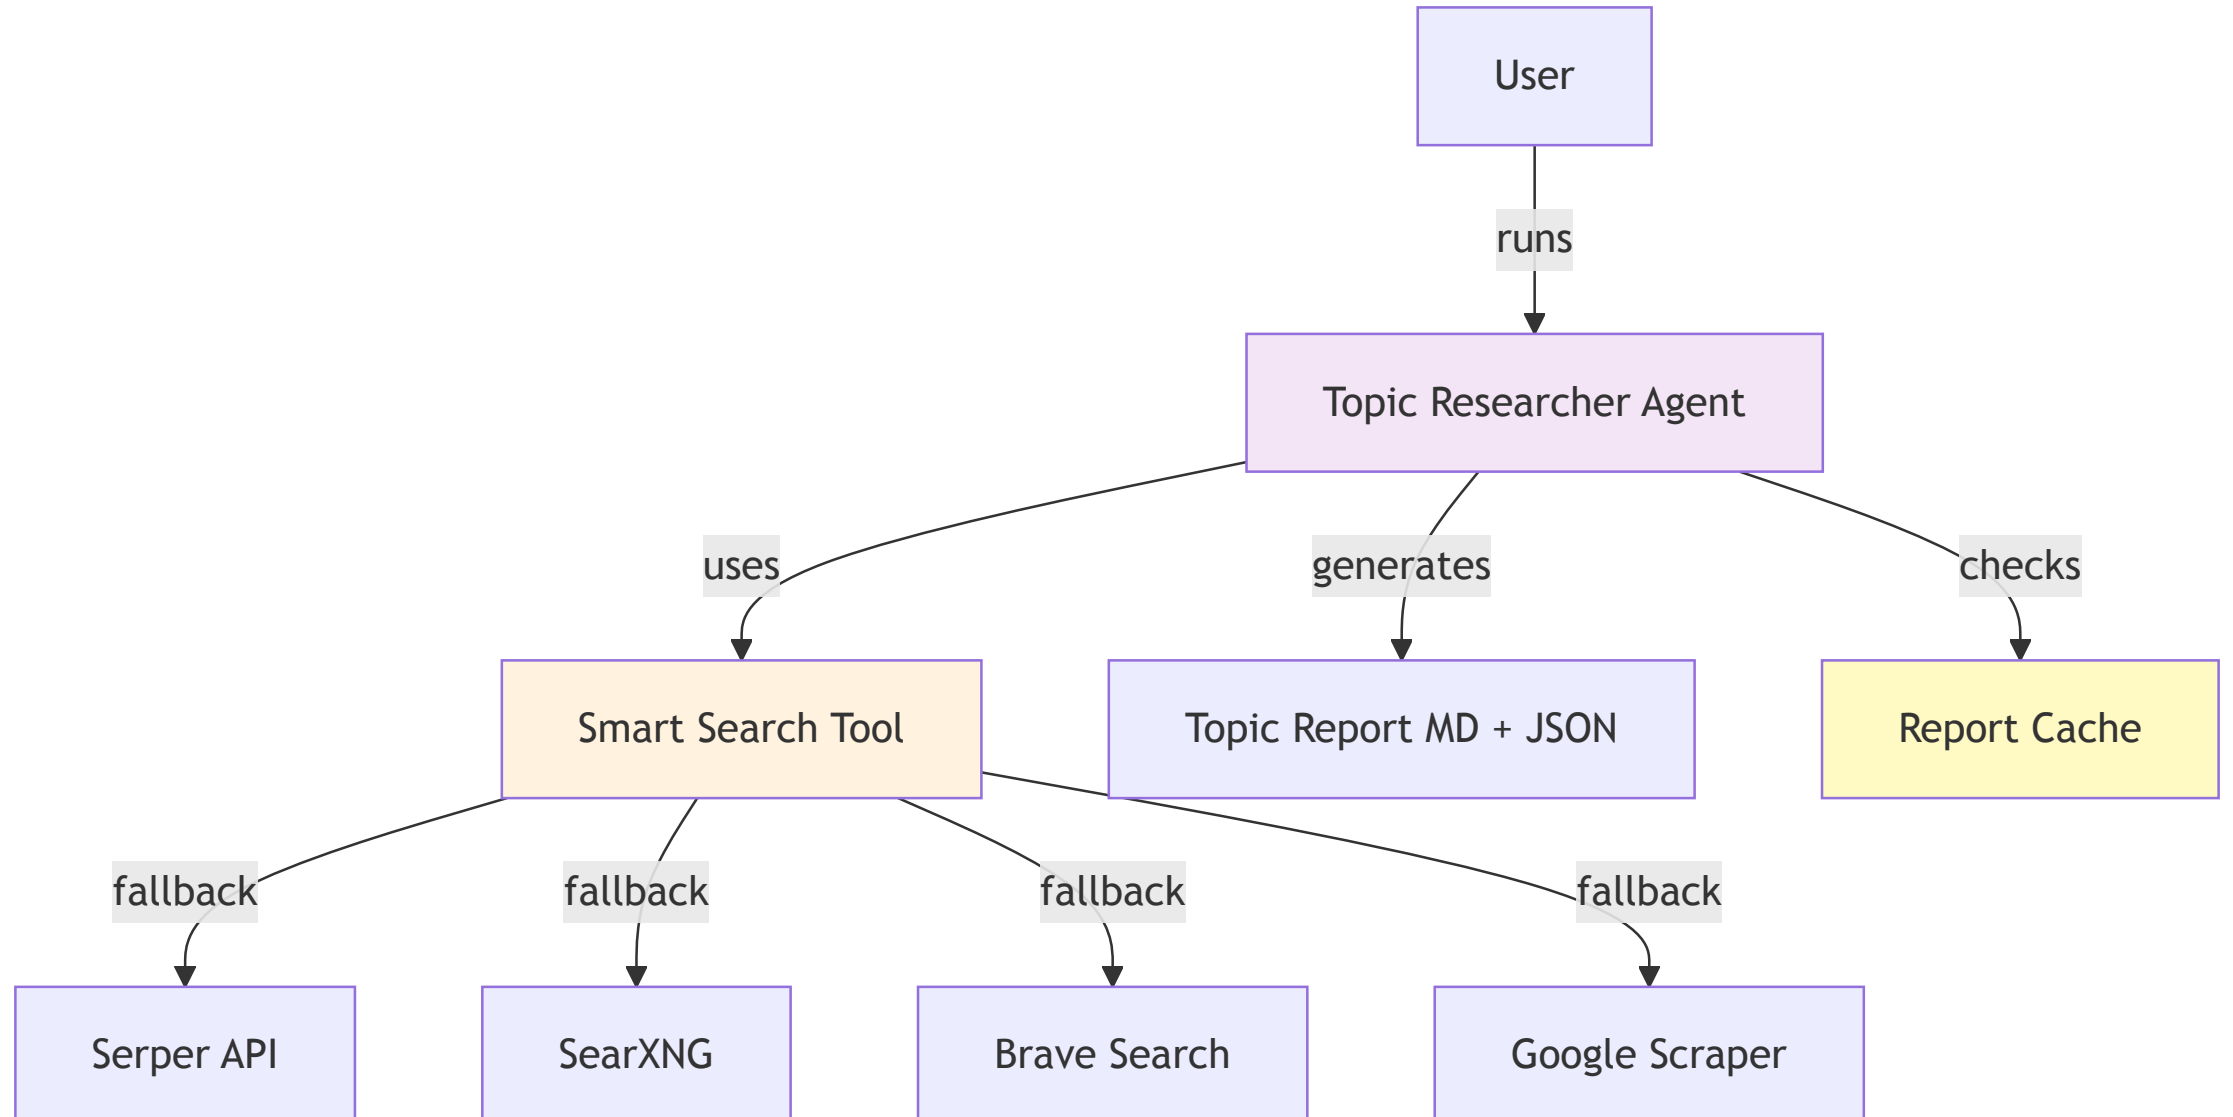 User
runs
Topic Researcher Agent
uses
generates
checks
Smart Search Tool
Topic Report MD + JSON
Report Cache
fallback
fallback
fallback
fallback
Serper API
SearXNG
Brave Search
Google Scraper